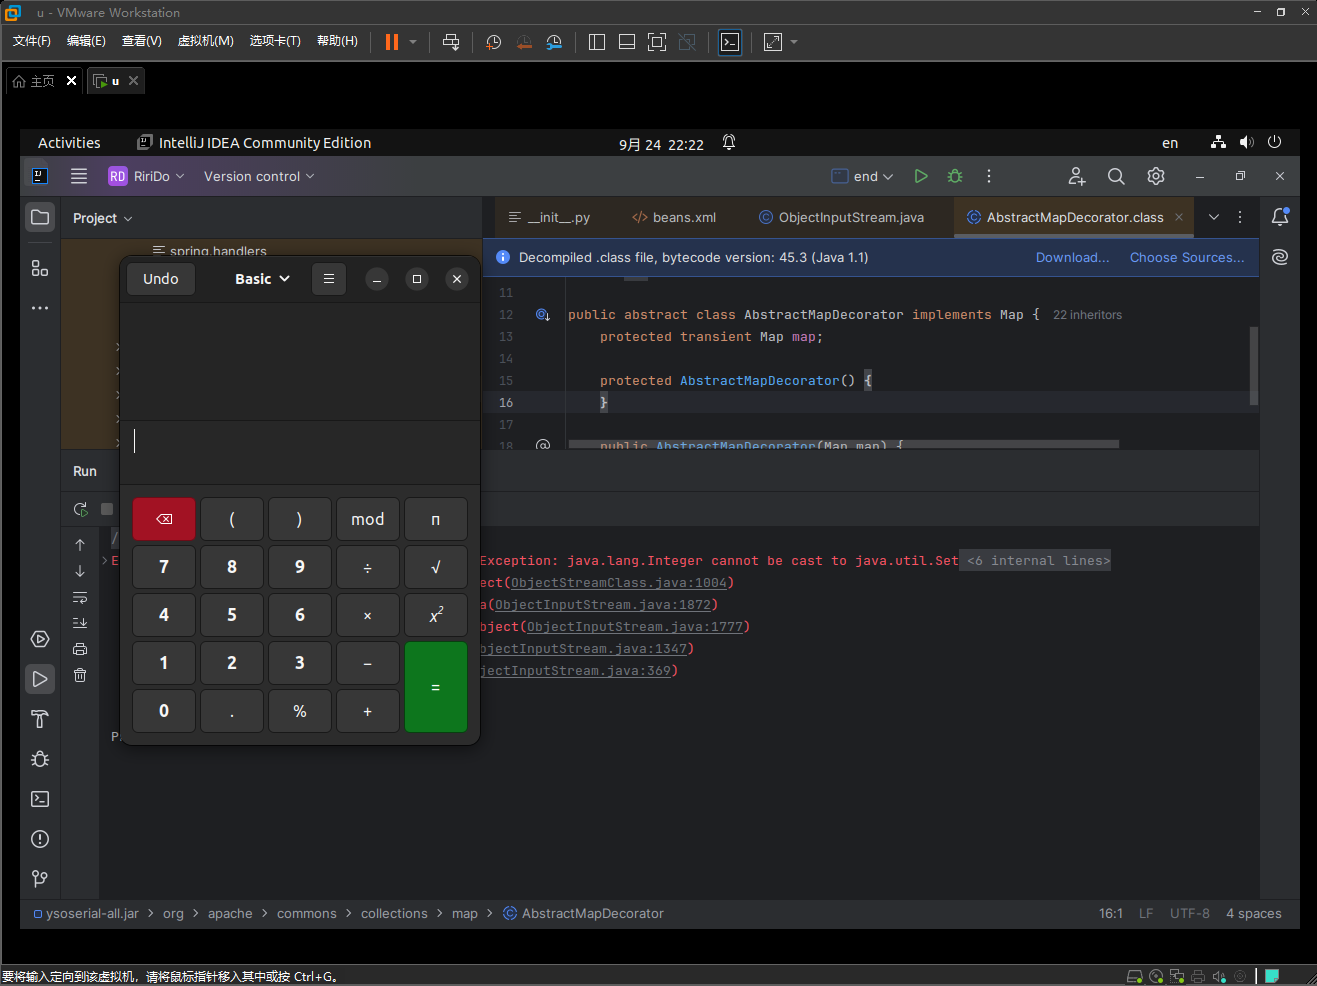 u - VMware Workstation
文件(F) 编辑(E) 查看(V) 虚拟机(M) 选项卡(T) 帮助(H)
主页 u
Activities IntelliJ IDEA Community Edition 9月 24 22:22 en
RD RiriDo Version control end
Project __init__.py beans.xml ObjectInputStream.java AbstractMapDecorator.class
spring.handlers
Decompiled .class file, bytecode version: 45.3 (Java 1.1) Download... Choose Sources...
Undo Basic
11
12 public abstract class AbstractMapDecorator implements Map { 22 inheritors
13 protected transient Map map;
14
15 protected AbstractMapDecorator() {
16 }
17
18 public AbstractMapDecorator(Map map) {
Run
( ) mod π
7 8 9 ÷ √
4 5 6 × x²
1 2 3 − =
0 . % +
/
E Exception: java.lang.Integer cannot be cast to java.util.Set <6 internal lines>
ect(ObjectStreamClass.java:1004)
a(ObjectInputStream.java:1872)
bject(ObjectInputStream.java:1777)
bjectInputStream.java:1347)
jectInputStream.java:369)
P
ysoserial-all.jar > org > apache > commons > collections > map > AbstractMapDecorator 16:1 LF UTF-8 4 spaces
要将输入定向到该虚拟机，请将鼠标指针移入其中或按 Ctrl+G。